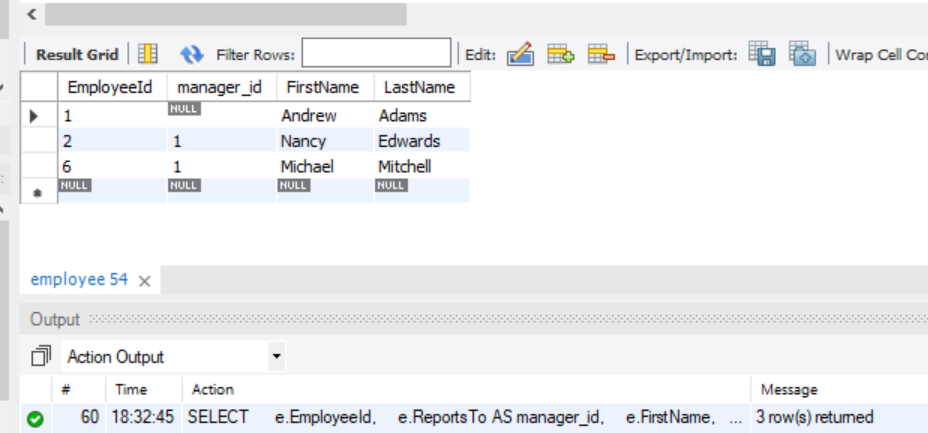 Result Grid Filter Rows: Edit: Export/Import: Wrap Cell Co
EmployeeId manager_id FirstName LastName
1 NULL Andrew Adams
2 1 Nancy Edwards
6 1 Michael Mitchell
NULL NULL NULL NULL
employee 54
Output
Action Output
# Time Action Message
60 18:32:45 SELECT e.EmployeeId, e.ReportsTo AS manager_id, e.FirstName, ... 3 row(s) returned